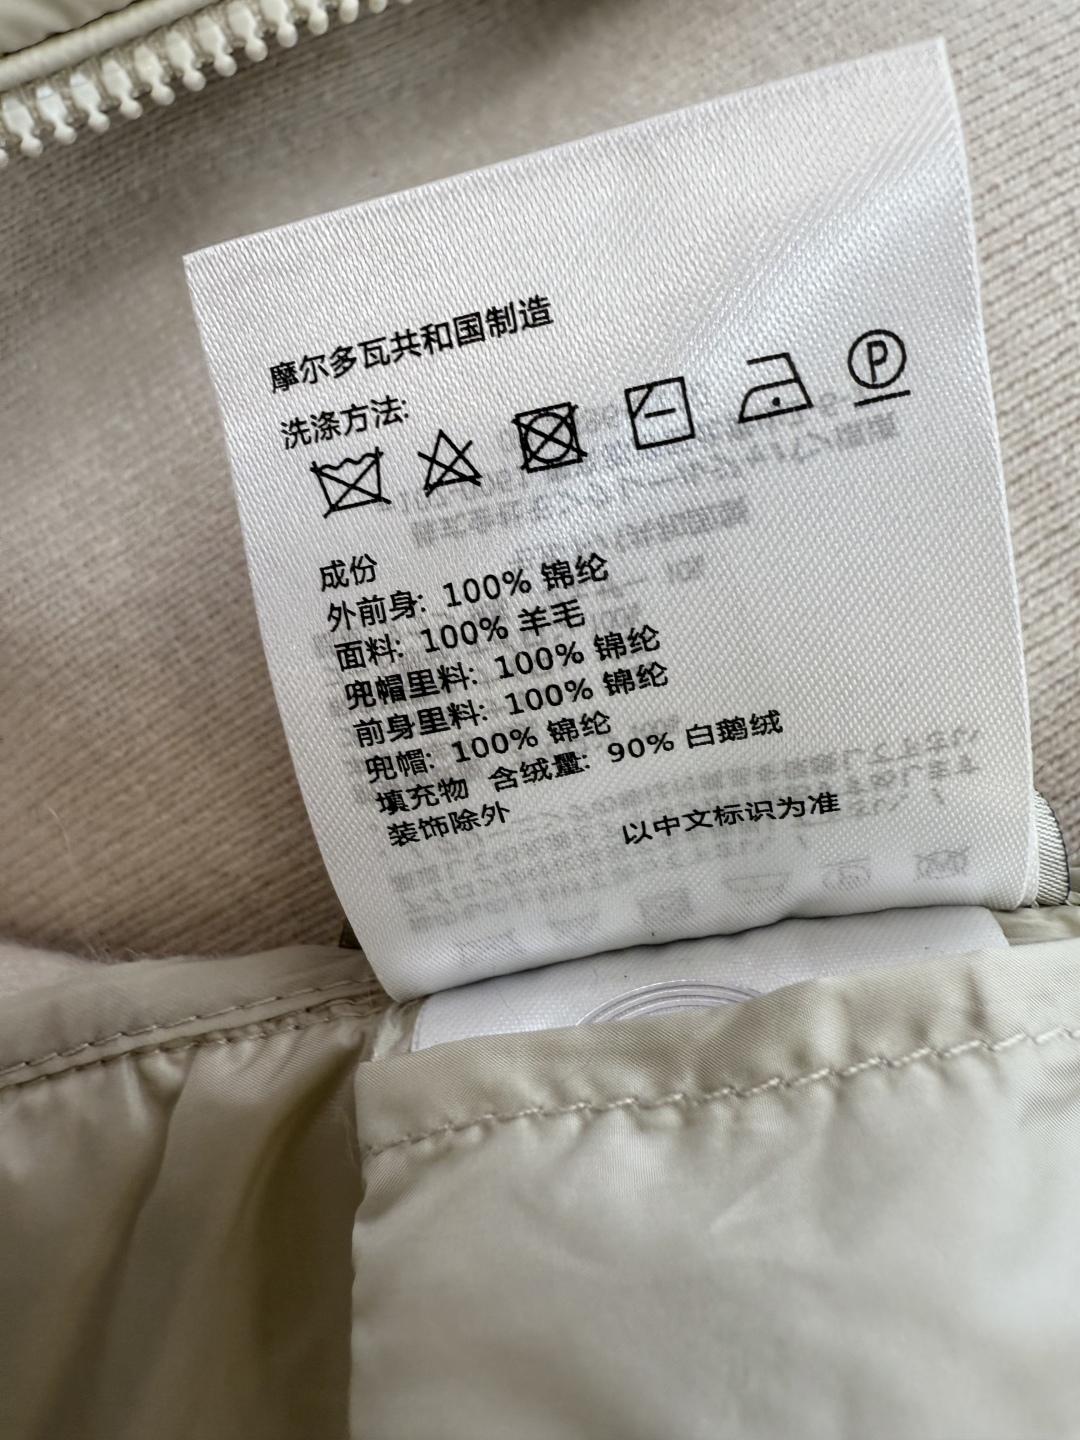 摩尔多瓦共和国制造
洗涤方法:
P
成份
外前身: 100% 锦纶
面料: 100% 羊毛
兜帽里料: 100% 锦纶
前身里料: 100% 锦纶
兜帽: 100% 锦纶
填充物 含绒量: 90% 白鹅绒
装饰除外
以中文标识为准